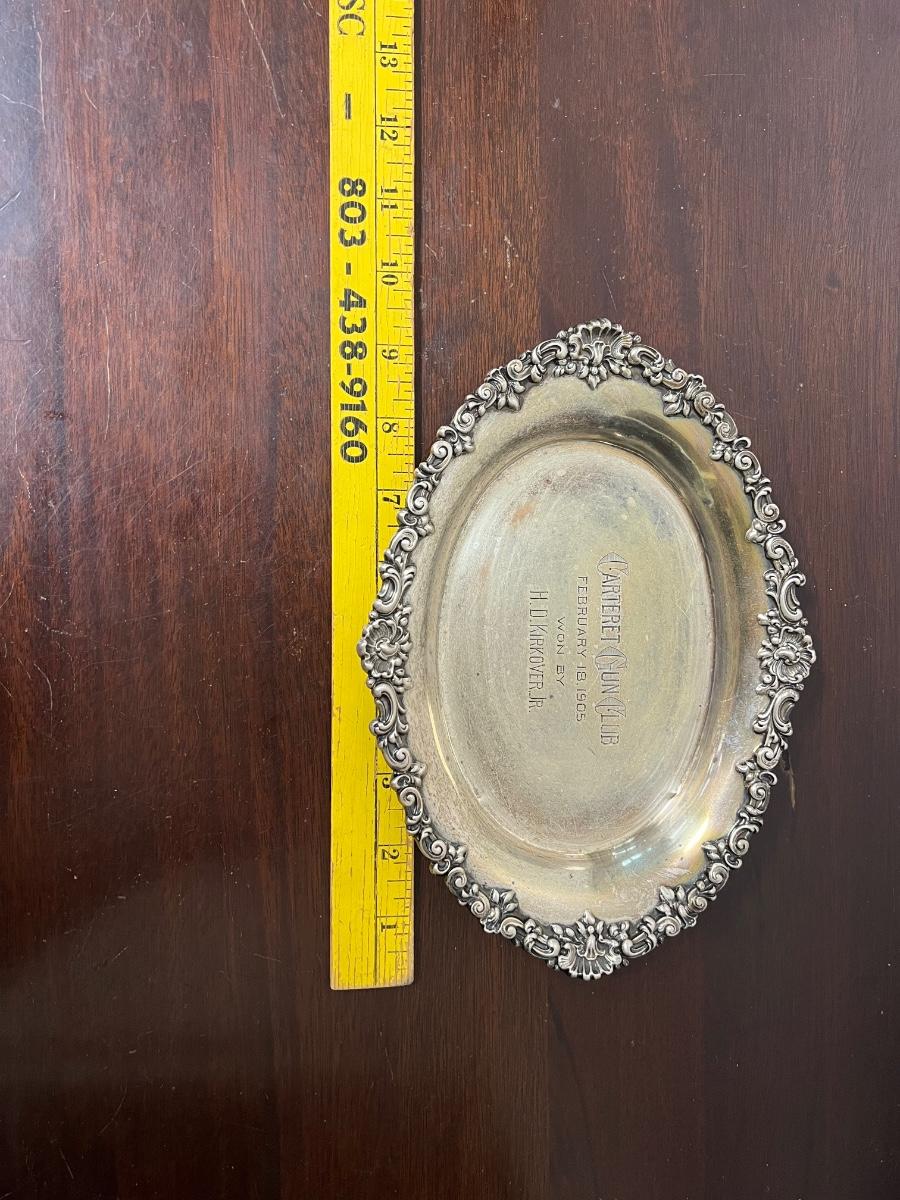 CARTERET GUN CLUB
FEBRUARY 18, 1905
WON BY
H.D. KIRKOVER, JR.
SC - 803-438-9160
13
12
11
10
9
8
7
3
2
1